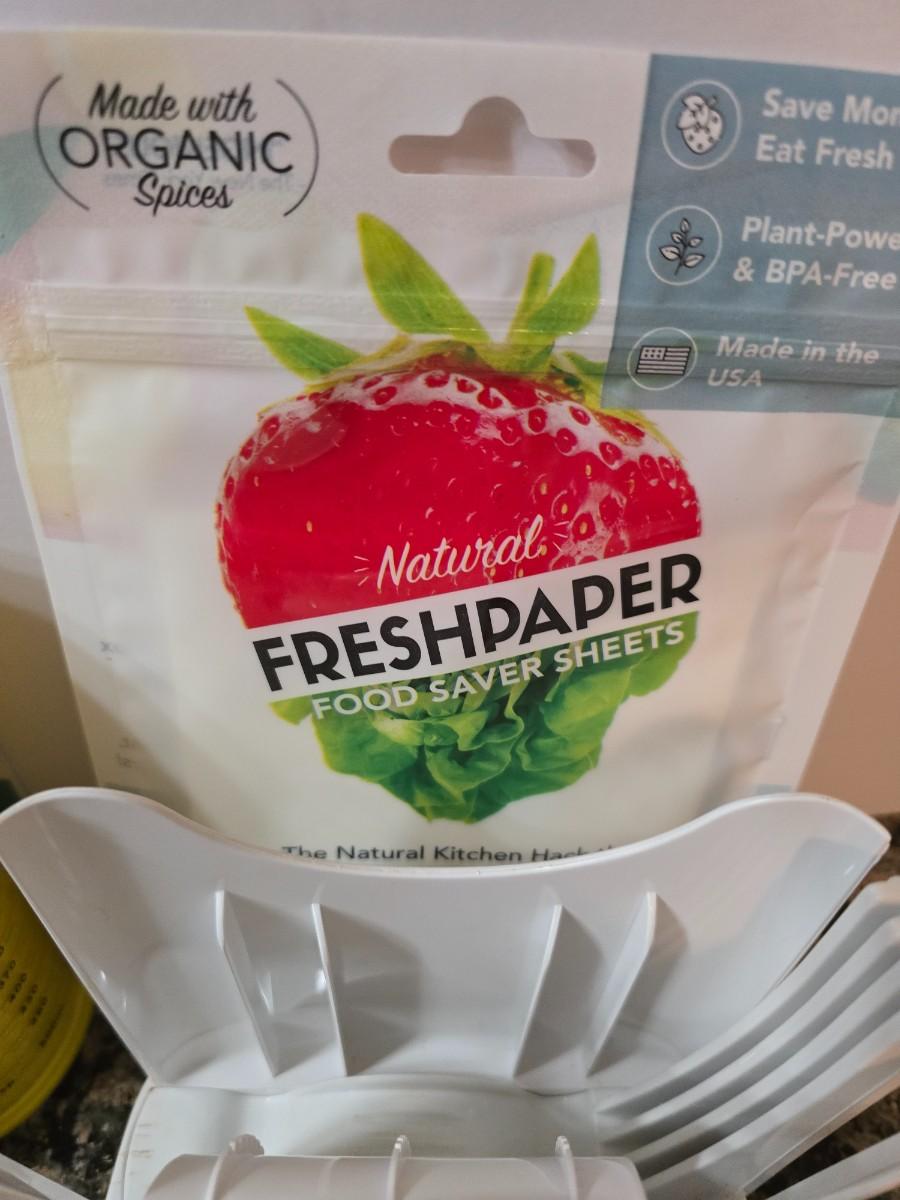 Made with
ORGANIC
Spices
Save Mor
Eat Fresh
Plant-Powe
& BPA-Free
Made in the
USA
Natural
FRESHPAPER
FOOD SAVER SHEETS
The Natural Kitchen Hack